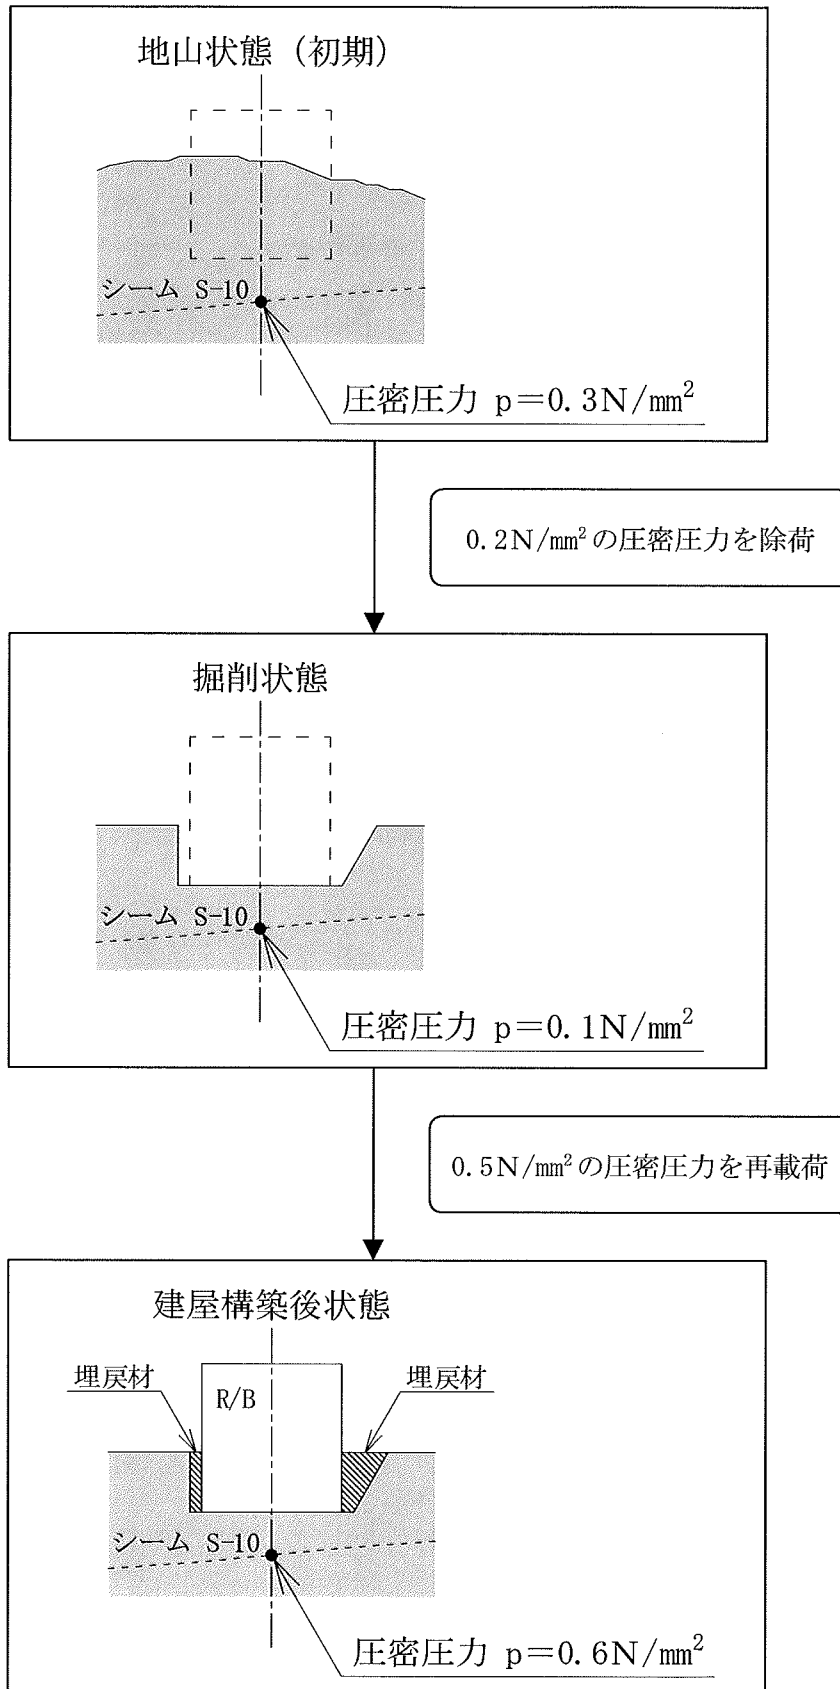 地山状態（初期）
シーム S-10
圧密圧力 p＝0.3N/mm²
0.2N/mm²の圧密圧力を除荷
掘削状態
シーム S-10
圧密圧力 p＝0.1N/mm²
0.5N/mm²の圧密圧力を再載荷
建屋構築後状態
埋戻材
R/B
埋戻材
シーム S-10
圧密圧力 p＝0.6N/mm²